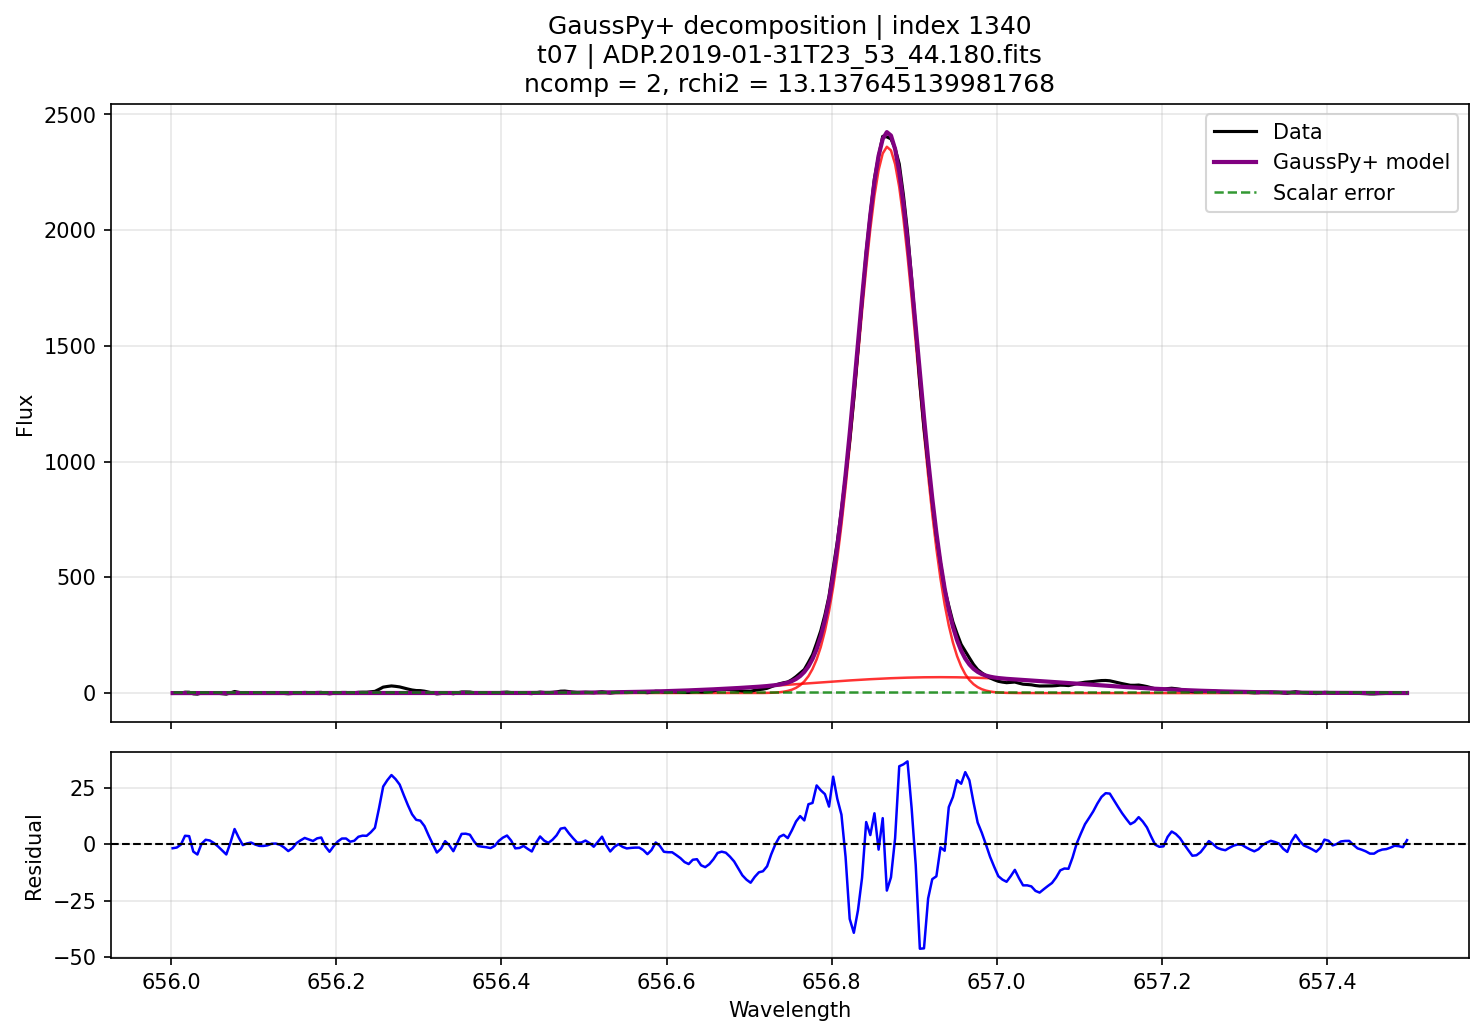 GaussPy+ decomposition | index 1340
t07 | ADP.2019-01-31T23_53_44.180.fits
ncomp = 2, rchi2 = 13.137645139981768
Data
GaussPy+ model
Scalar error
2500
2000
1500
1000
500
0
Flux
25
0
−25
−50
Residual
656.0 656.2 656.4 656.6 656.8 657.0 657.2 657.4
Wavelength